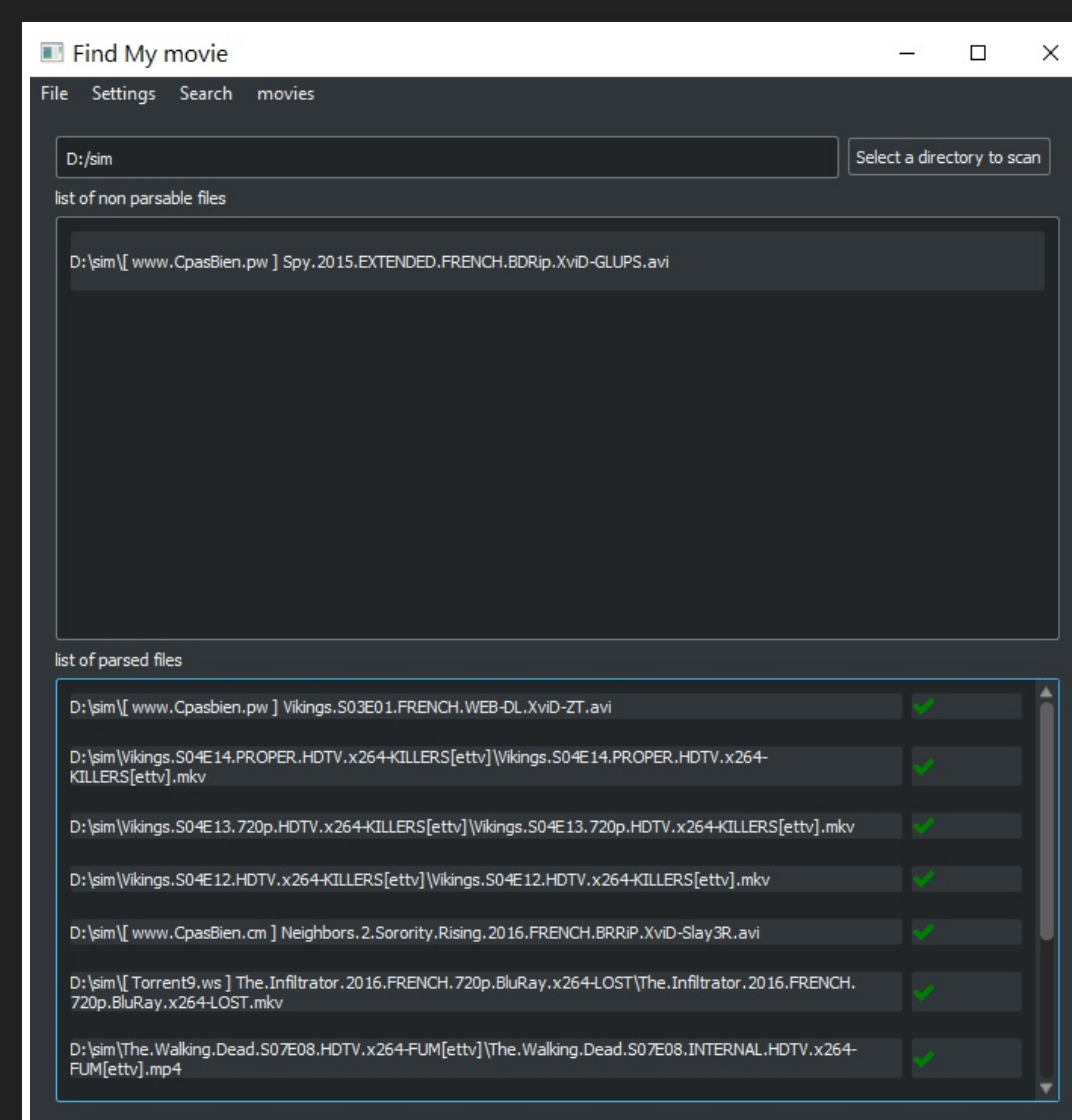 Find My movie
File Settings Search movies
D:/sim Select a directory to scan
list of non parsable files
D:\sim\[ www.CpasBien.pw ] Spy.2015.EXTENDED.FRENCH.BDRip.XviD-GLUPS.avi
list of parsed files
D:\sim\[ www.Cpasbien.pw ] Vikings.S03E01.FRENCH.WEB-DL.XviD-ZT.avi
D:\sim\Vikings.S04E14.PROPER.HDTV.x264-KILLERS[ettv]\Vikings.S04E14.PROPER.HDTV.x264-
KILLERS[ettv].mkv
D:\sim\Vikings.S04E13.720p.HDTV.x264-KILLERS[ettv]\Vikings.S04E13.720p.HDTV.x264-KILLERS[ettv].mkv
D:\sim\Vikings.S04E12.HDTV.x264-KILLERS[ettv]\Vikings.S04E12.HDTV.x264-KILLERS[ettv].mkv
D:\sim\[ www.CpasBien.cm ] Neighbors.2.Sorority.Rising.2016.FRENCH.BRRiP.XviD-Slay3R.avi
D:\sim\[ Torrent9.ws ] The.Infiltrator.2016.FRENCH.720p.BluRay.x264-LOST\The.Infiltrator.2016.FRENCH.
720p.BluRay.x264-LOST.mkv
D:\sim\The.Walking.Dead.S07E08.HDTV.x264-FUM[ettv]\The.Walking.Dead.S07E08.INTERNAL.HDTV.x264-
FUM[ettv].mp4